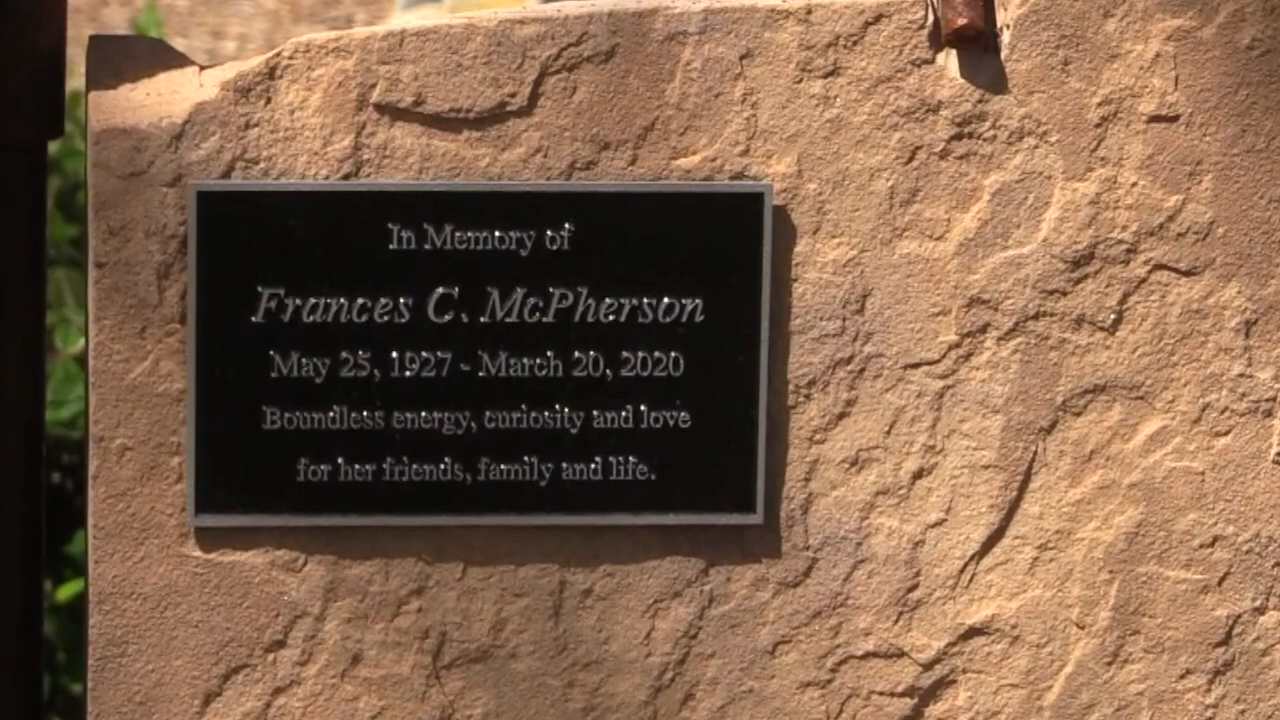 In Memory of
Frances C. McPherson
May 25, 1927 - March 20, 2020
Boundless energy, curiosity and love
for her friends, family and life.